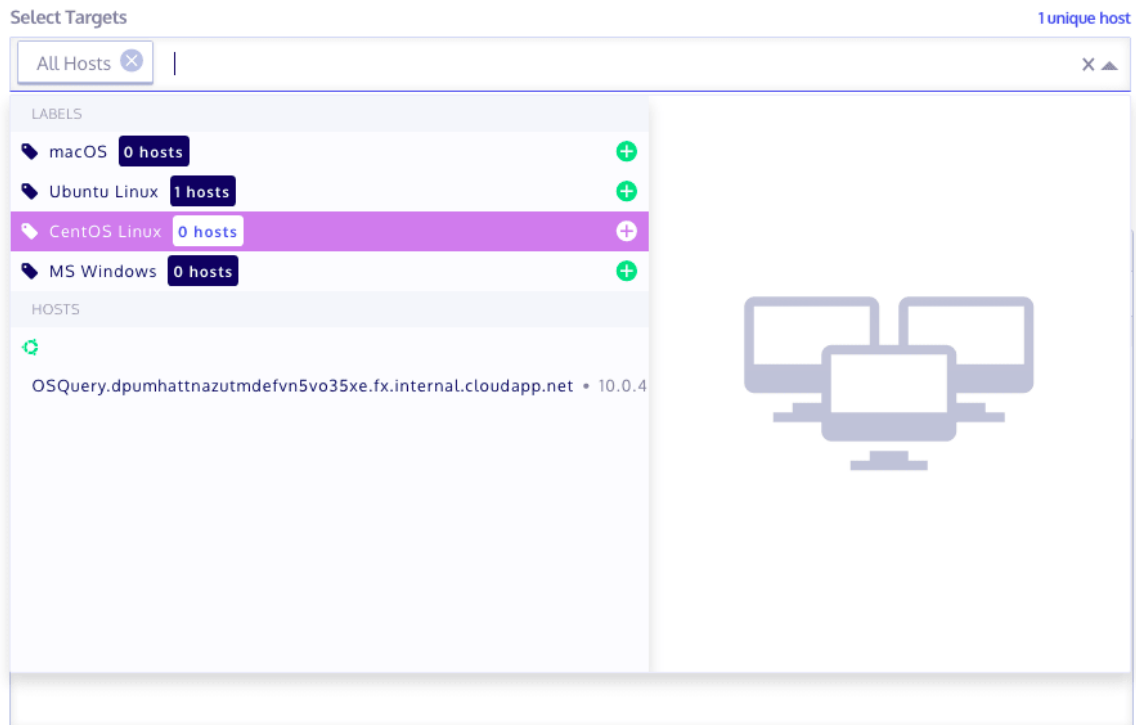 Select Targets
1 unique host
All Hosts
LABELS
macOS 0 hosts
Ubuntu Linux 1 hosts
CentOS Linux 0 hosts
MS Windows 0 hosts
HOSTS
OSQuery.dpumhattnazutmdefvn5vo35xe.fx.internal.cloudapp.net • 10.0.4